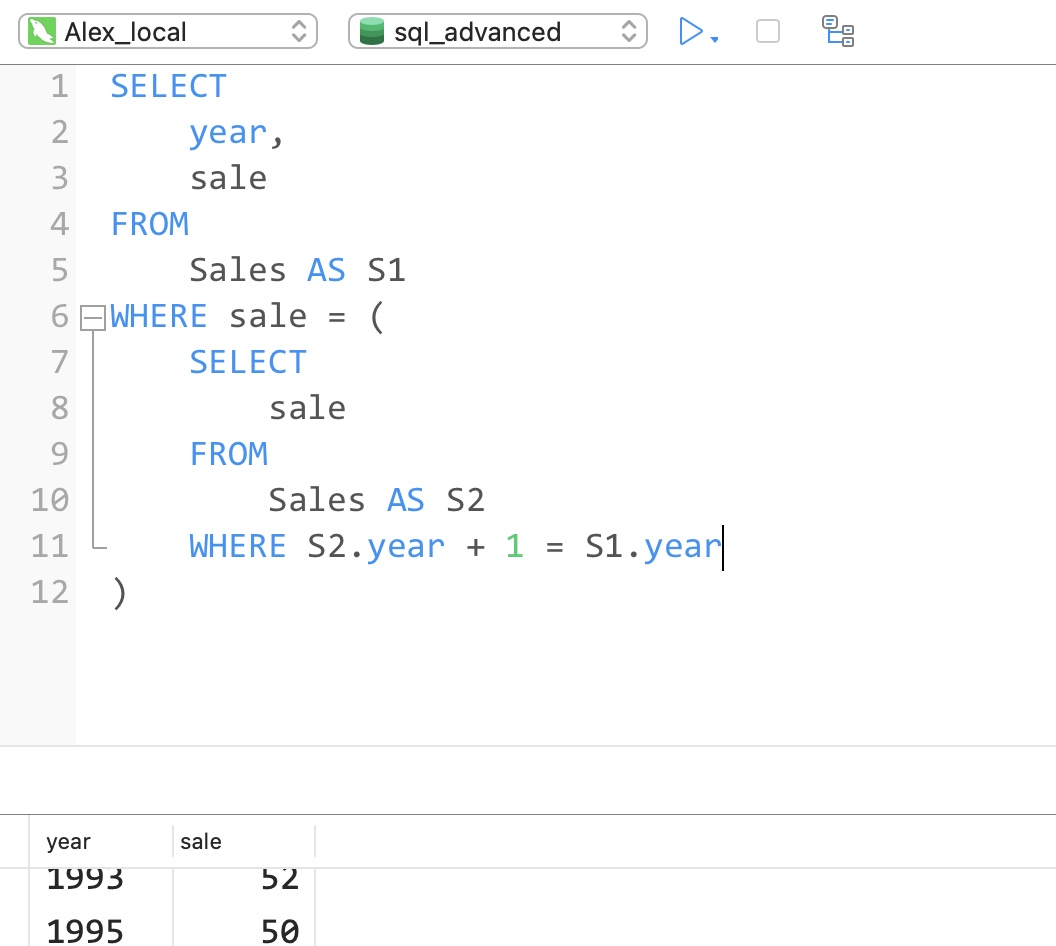 Alex_local sql_advanced
1 SELECT
2 year,
3 sale
4 FROM
5 Sales AS S1
6 WHERE sale = (
7 SELECT
8 sale
9 FROM
10 Sales AS S2
11 WHERE S2.year + 1 = S1.year
12 )
year sale
1993 52
1995 50